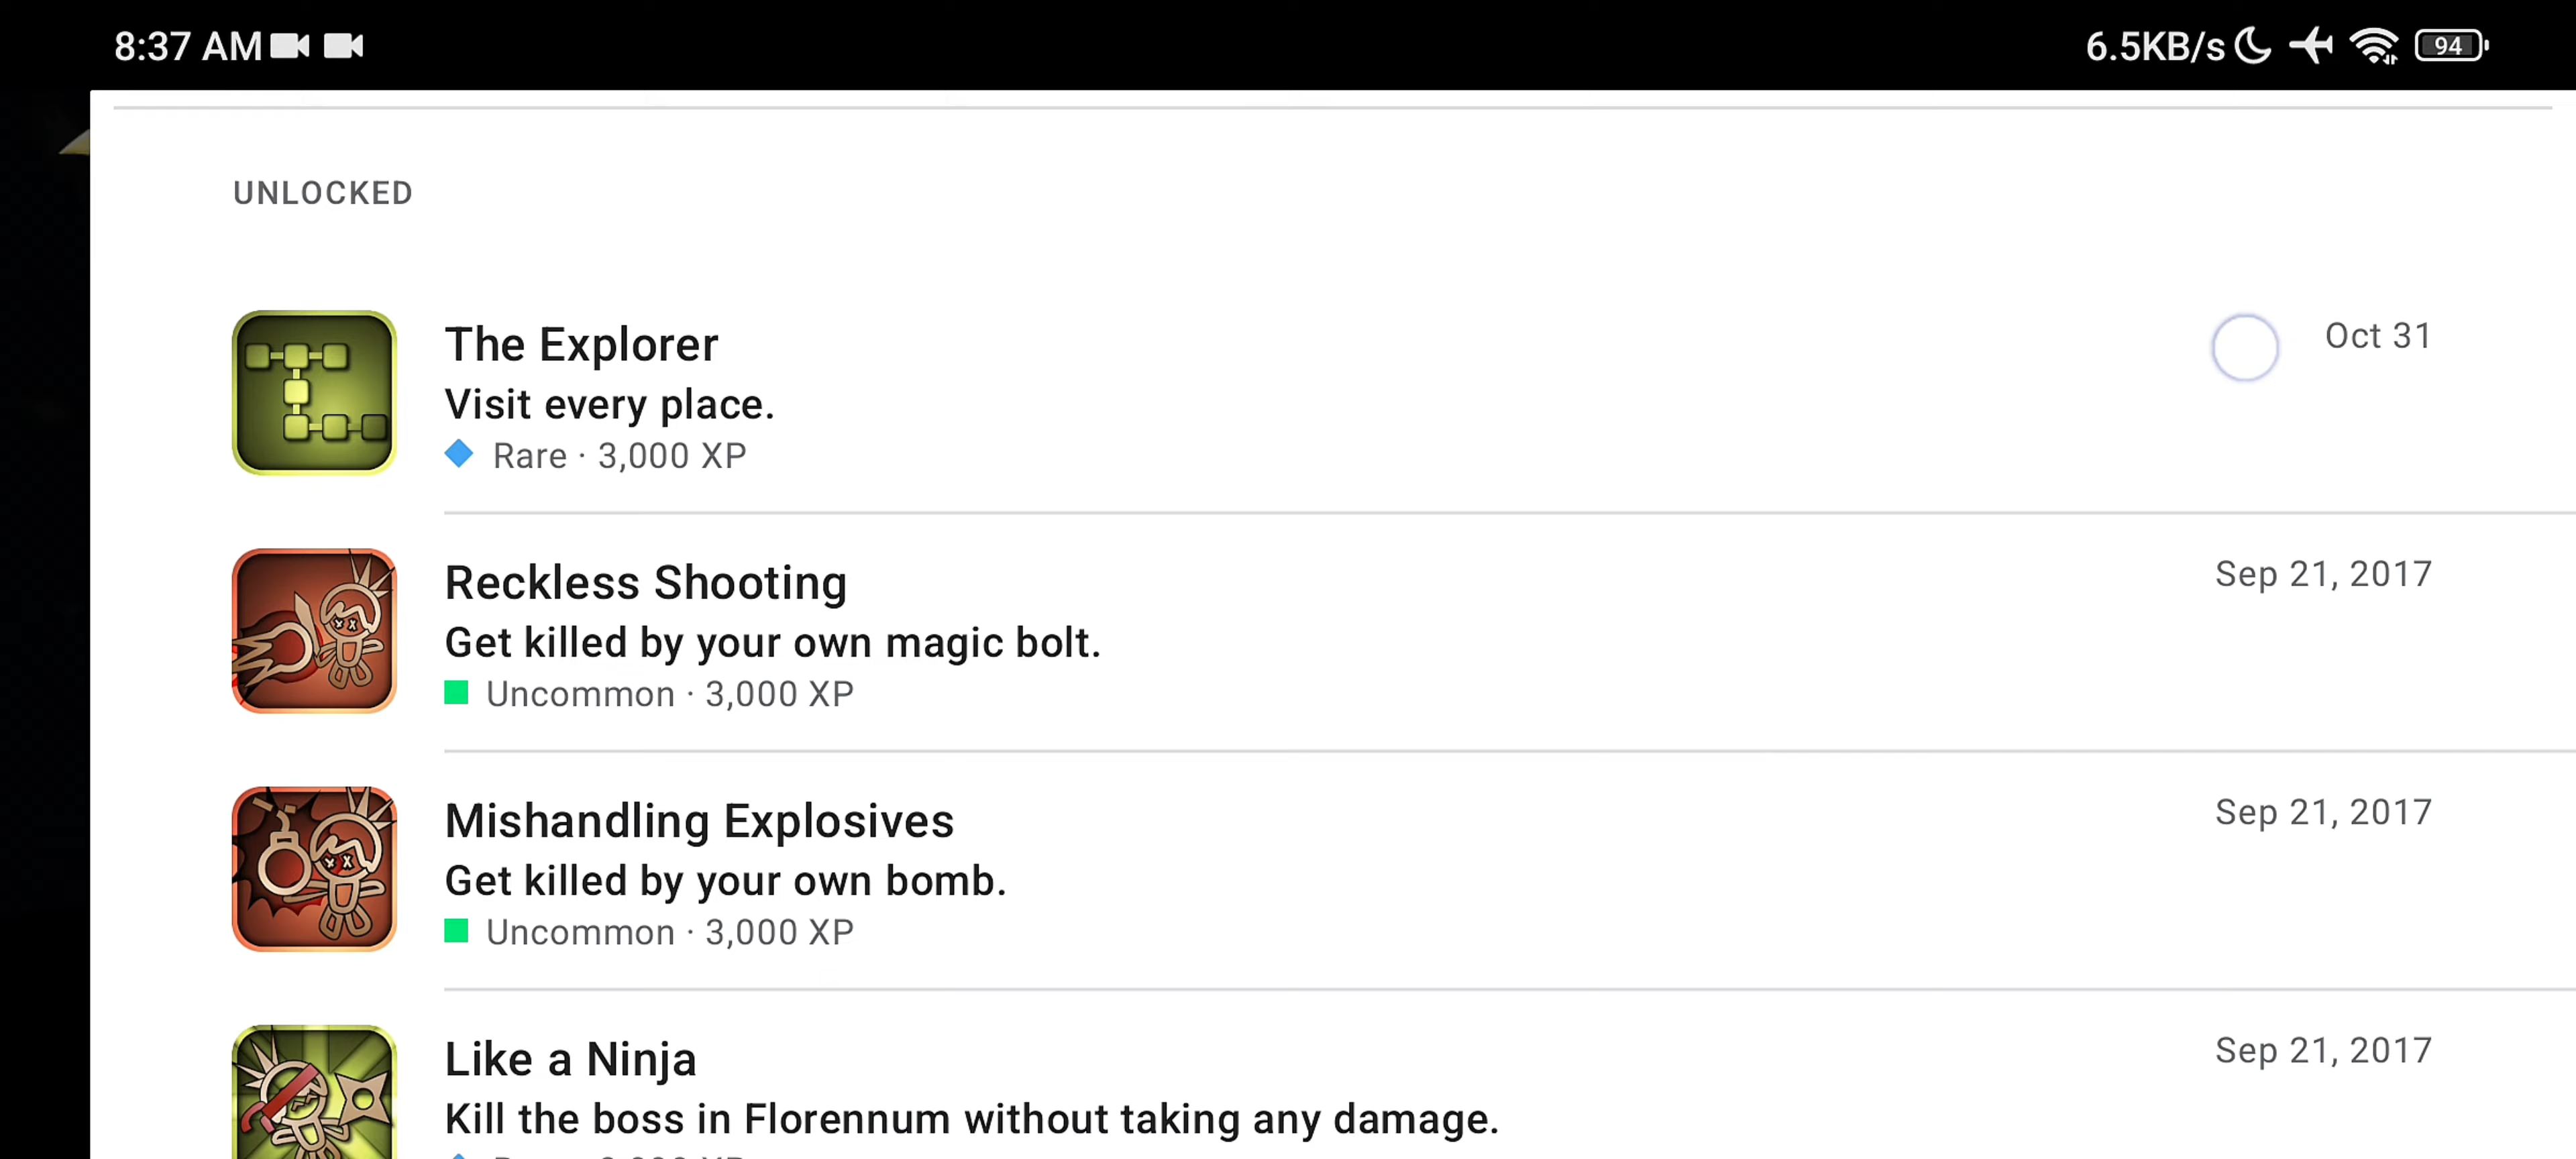 8:37 AM
6.5KB/s
94
UNLOCKED
The Explorer
Oct 31
Visit every place.
Rare · 3,000 XP
Reckless Shooting
Sep 21, 2017
Get killed by your own magic bolt.
Uncommon · 3,000 XP
Mishandling Explosives
Sep 21, 2017
Get killed by your own bomb.
Uncommon · 3,000 XP
Like a Ninja
Sep 21, 2017
Kill the boss in Florennum without taking any damage.